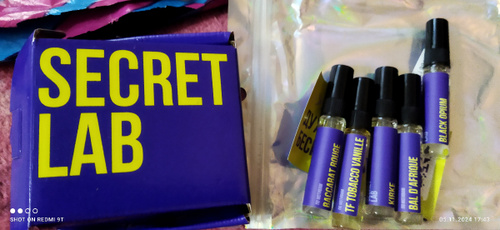 SECRET
LAB
BACCARAT ROUGE
TF TOBACCO VANILLE
LAB
KIRKE
BAL D'AFRIQUE
BLACK OPIUM
SHOT ON REDMI 9T
01.11.2024 17:43